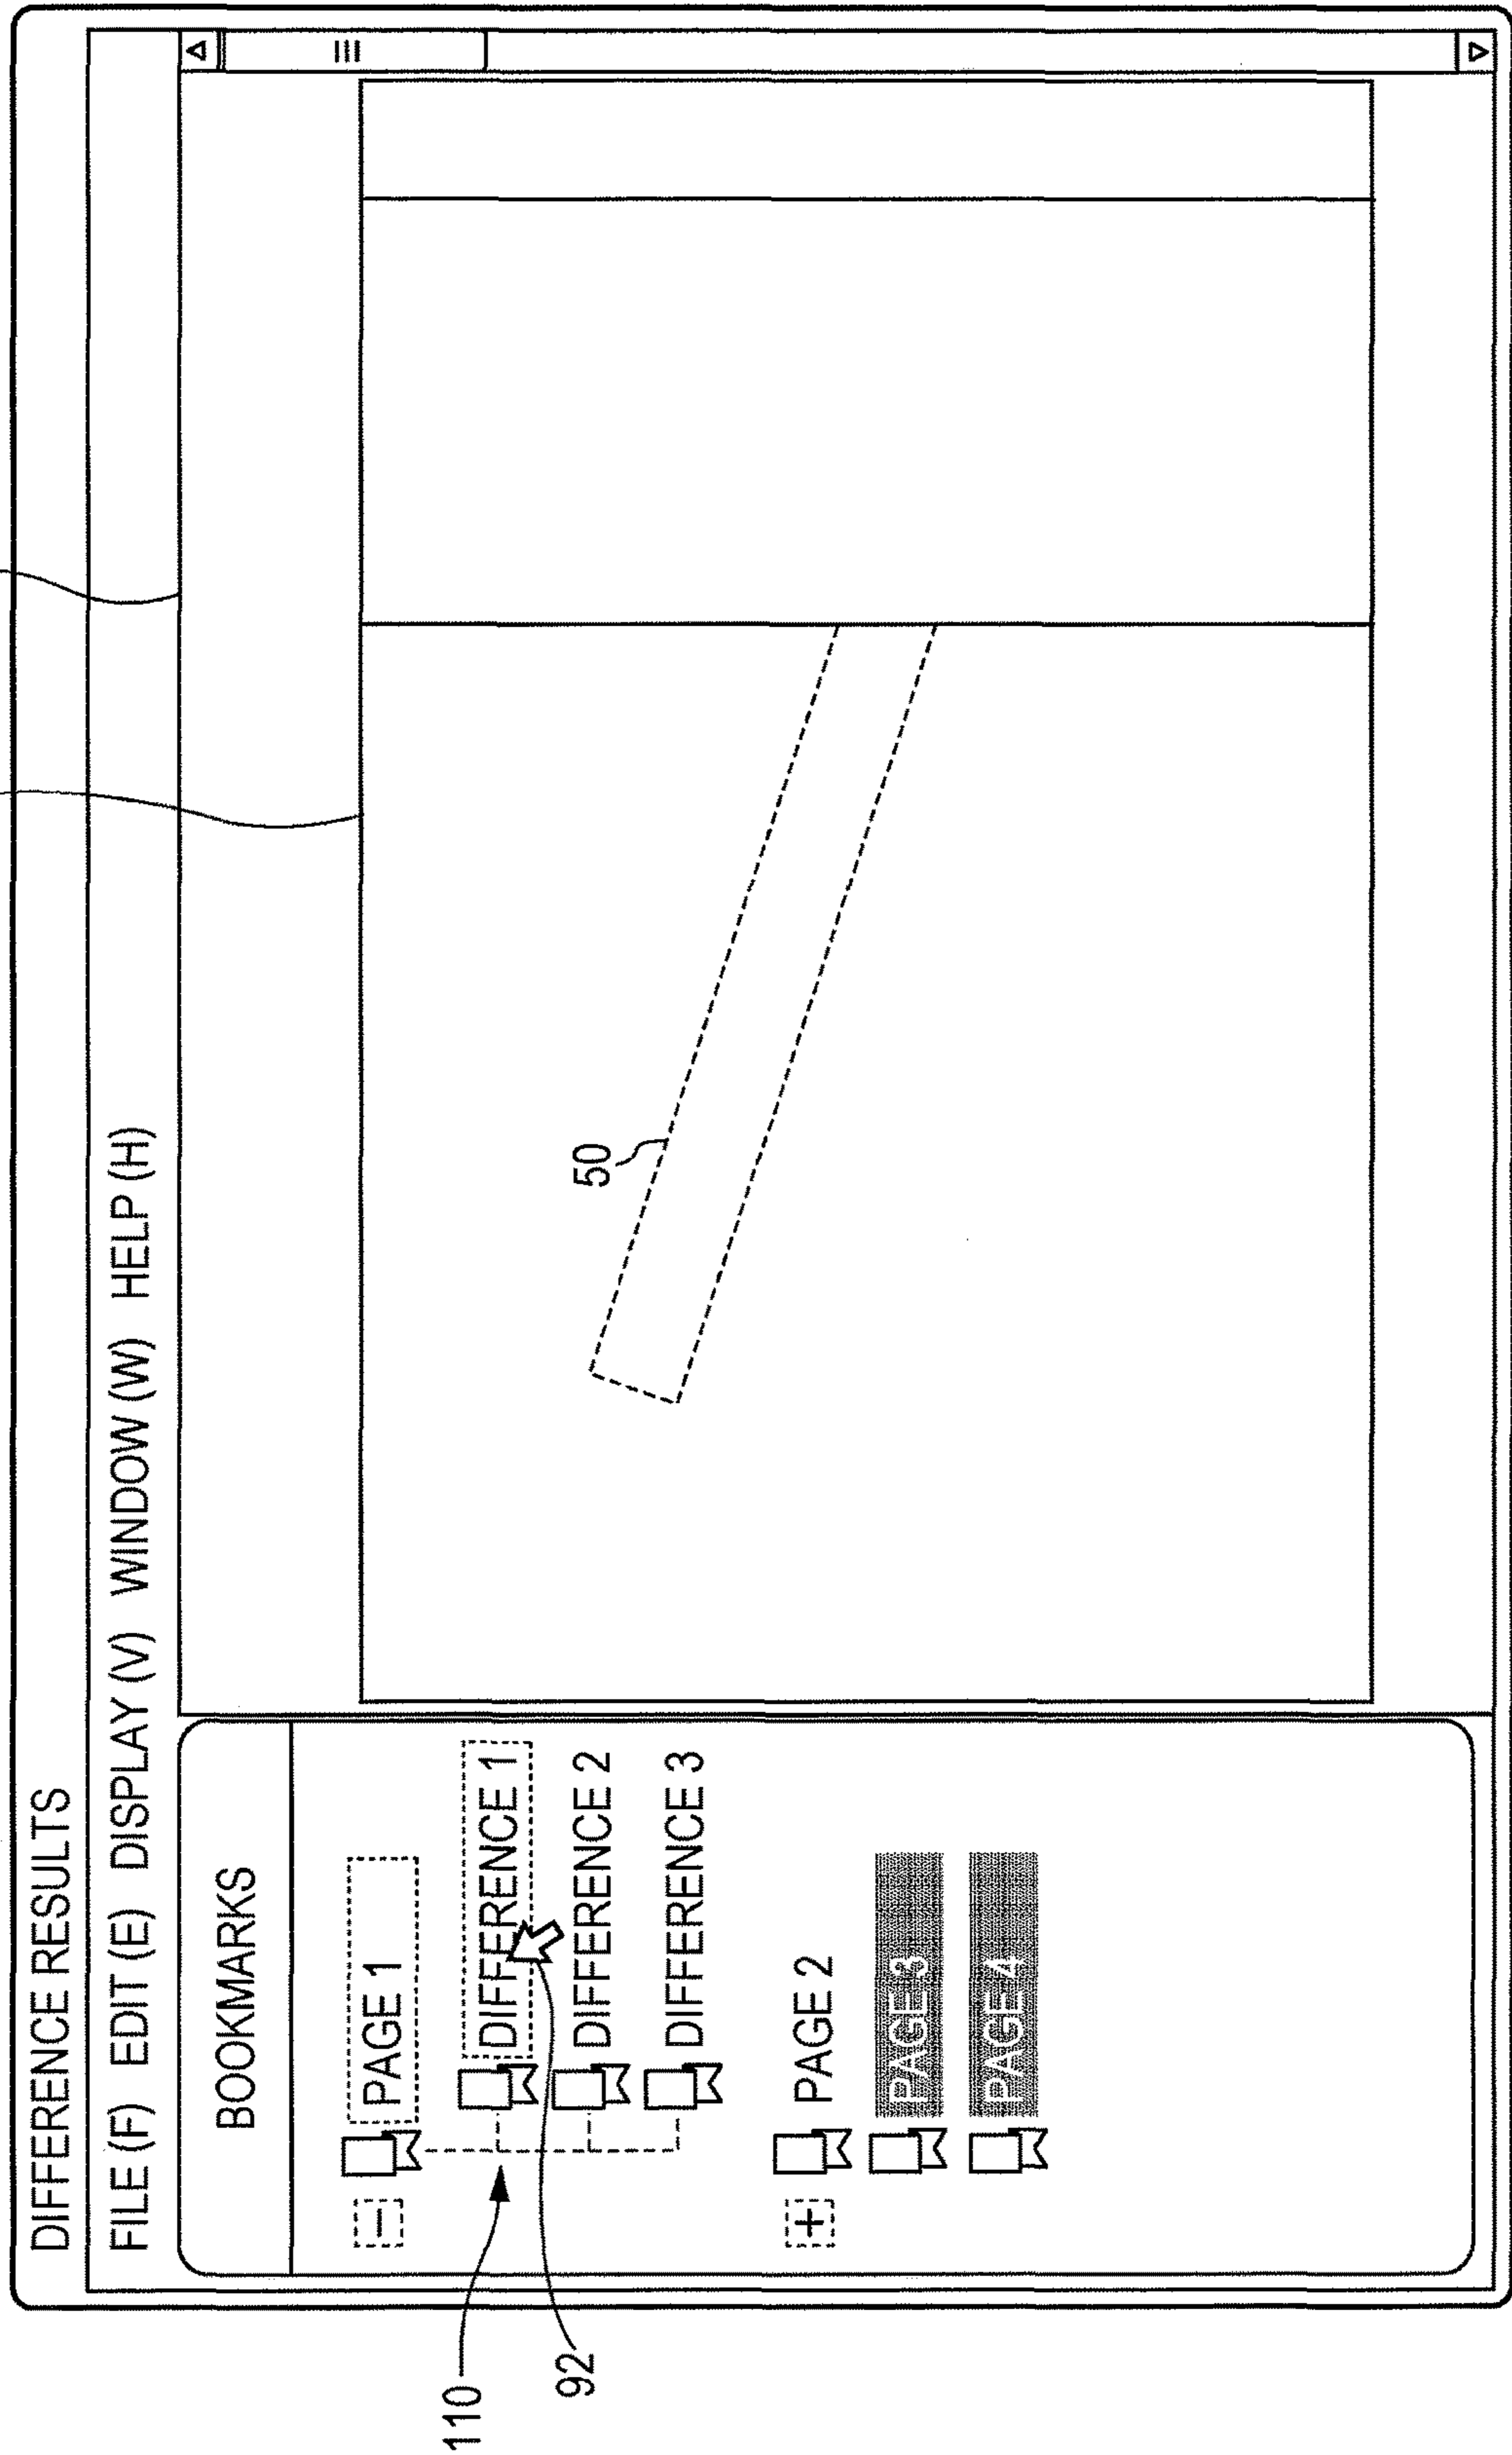 DIFFERENCE RESULTS
FILE (F) EDIT (E) DISPLAY (V) WINDOW (W) HELP (H)
BOOKMARKS
PAGE 1
DIFFERENCE 1
DIFFERENCE 2
DIFFERENCE 3
PAGE 2
PAGE 3
PAGE 4
50
110
92